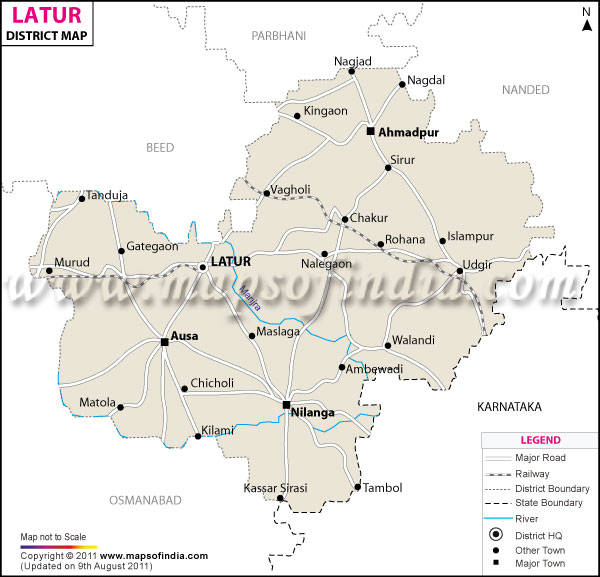 LATUR
DISTRICT MAP
N
PARBHANI
Nagjad
Nagdal
NANDED
Kingaon
Ahmadpur
BEED
Sirur
Vagholi
Tanduja
Chakur
Gategaon
Rohana
Islampur
Murud
LATUR
Nalegaon
Udgir
www.mapsofindia.com
Manjra
Ausa
Maslaga
Walandi
Ambewadi
Chicholi
Matola
Nilanga
KARNATAKA
Kilami
Kassar Sirasi
Tambol
OSMANABAD
LEGEND
Major Road
Railway
District Boundary
State Boundary
River
District HQ
Other Town
Major Town
Map not to Scale
Copyright © 2011 www.mapsofindia.com
(Updated on 9th August 2011)